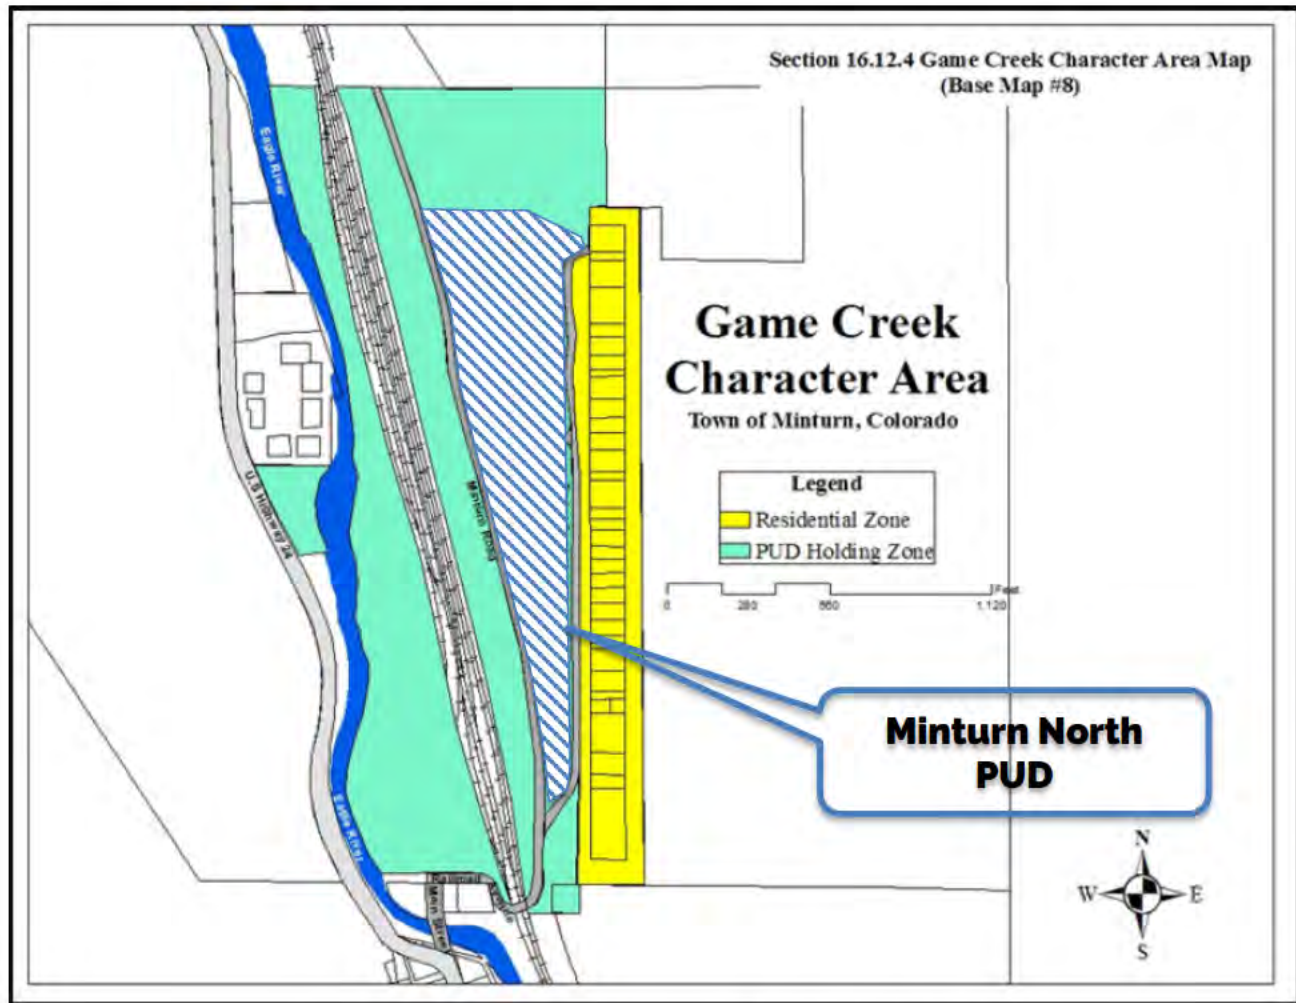 Section 16.12.4 Game Creek Character Area Map
(Base Map #8)
Eagle River
Game Creek
Character Area
Town of Minturn, Colorado
Legend
Residential Zone
PUD Holding Zone
Feet
0 280 560 1,120
U.S Highway 24
Minturn Road
Minturn North
PUD
Eagle River
Railroad
Avenue
Main Street
N
W E
S